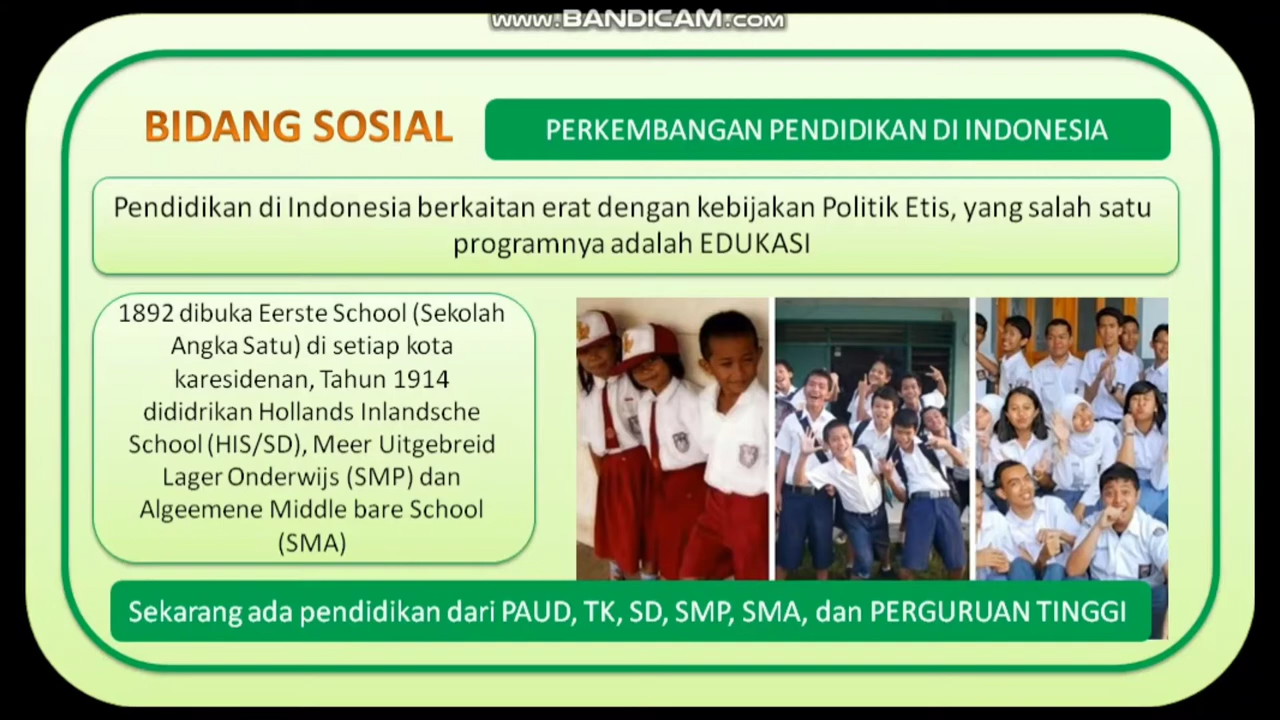 www.BANDICAM.com
BIDANG SOSIAL
PERKEMBANGAN PENDIDIKAN DI INDONESIA
Pendidikan di Indonesia berkaitan erat dengan kebijakan Politik Etis, yang salah satu
programnya adalah EDUKASI
1892 dibuka Eerste School (Sekolah
Angka Satu) di setiap kota
karesidenan, Tahun 1914
dididrikan Hollands Inlandsche
School (HIS/SD), Meer Uitgebreid
Lager Onderwijs (SMP) dan
Algeemene Middle bare School
(SMA)
Sekarang ada pendidikan dari PAUD, TK, SD, SMP, SMA, dan PERGURUAN TINGGI